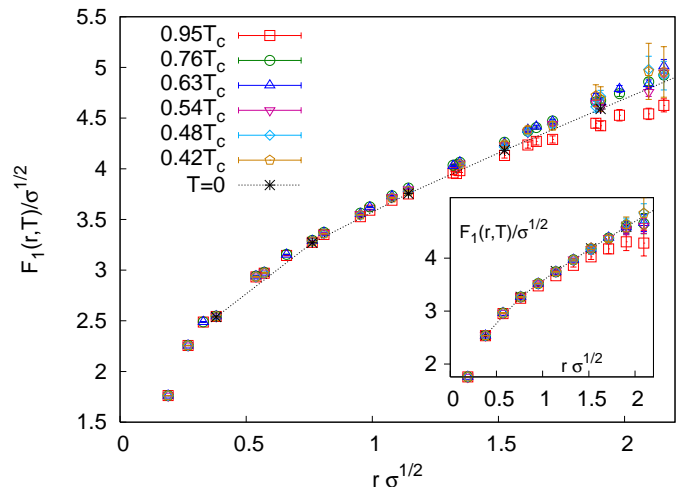 0.95T_c
0.76T_c
0.63T_c
0.54T_c
0.48T_c
0.42T_c
T=0
F_1(r,T)/σ^{1/2}
5.5
5
4.5
4
3.5
3
2.5
2
1.5
0
0.5
1
1.5
2
r σ^{1/2}
F_1(r,T)/σ^{1/2}
4
3
2
0
0.5
1
1.5
2
r σ^{1/2}